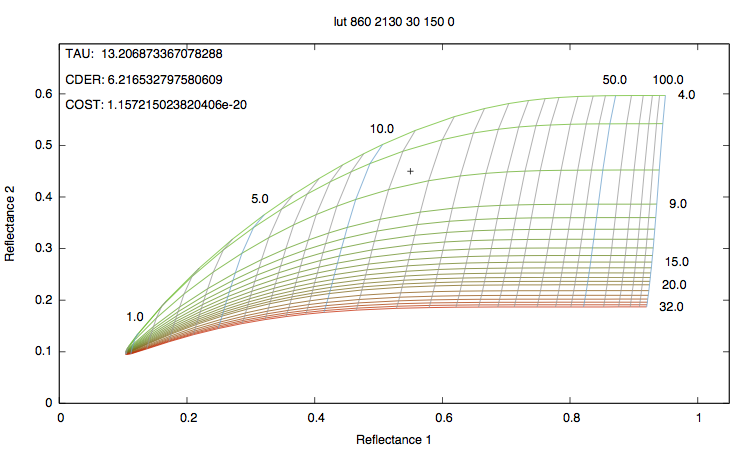 lut 860 2130 30 150 0
TAU: 13.206873367078288
CDER: 6.216532797580609
COST: 1.157215023820406e-20
50.0 100.0
4.0
10.0
5.0
9.0
1.0
15.0
20.0
32.0
0.6
0.5
0.4
0.3
0.2
0.1
0
Reflectance 2
0 0.2 0.4 0.6 0.8 1
Reflectance 1